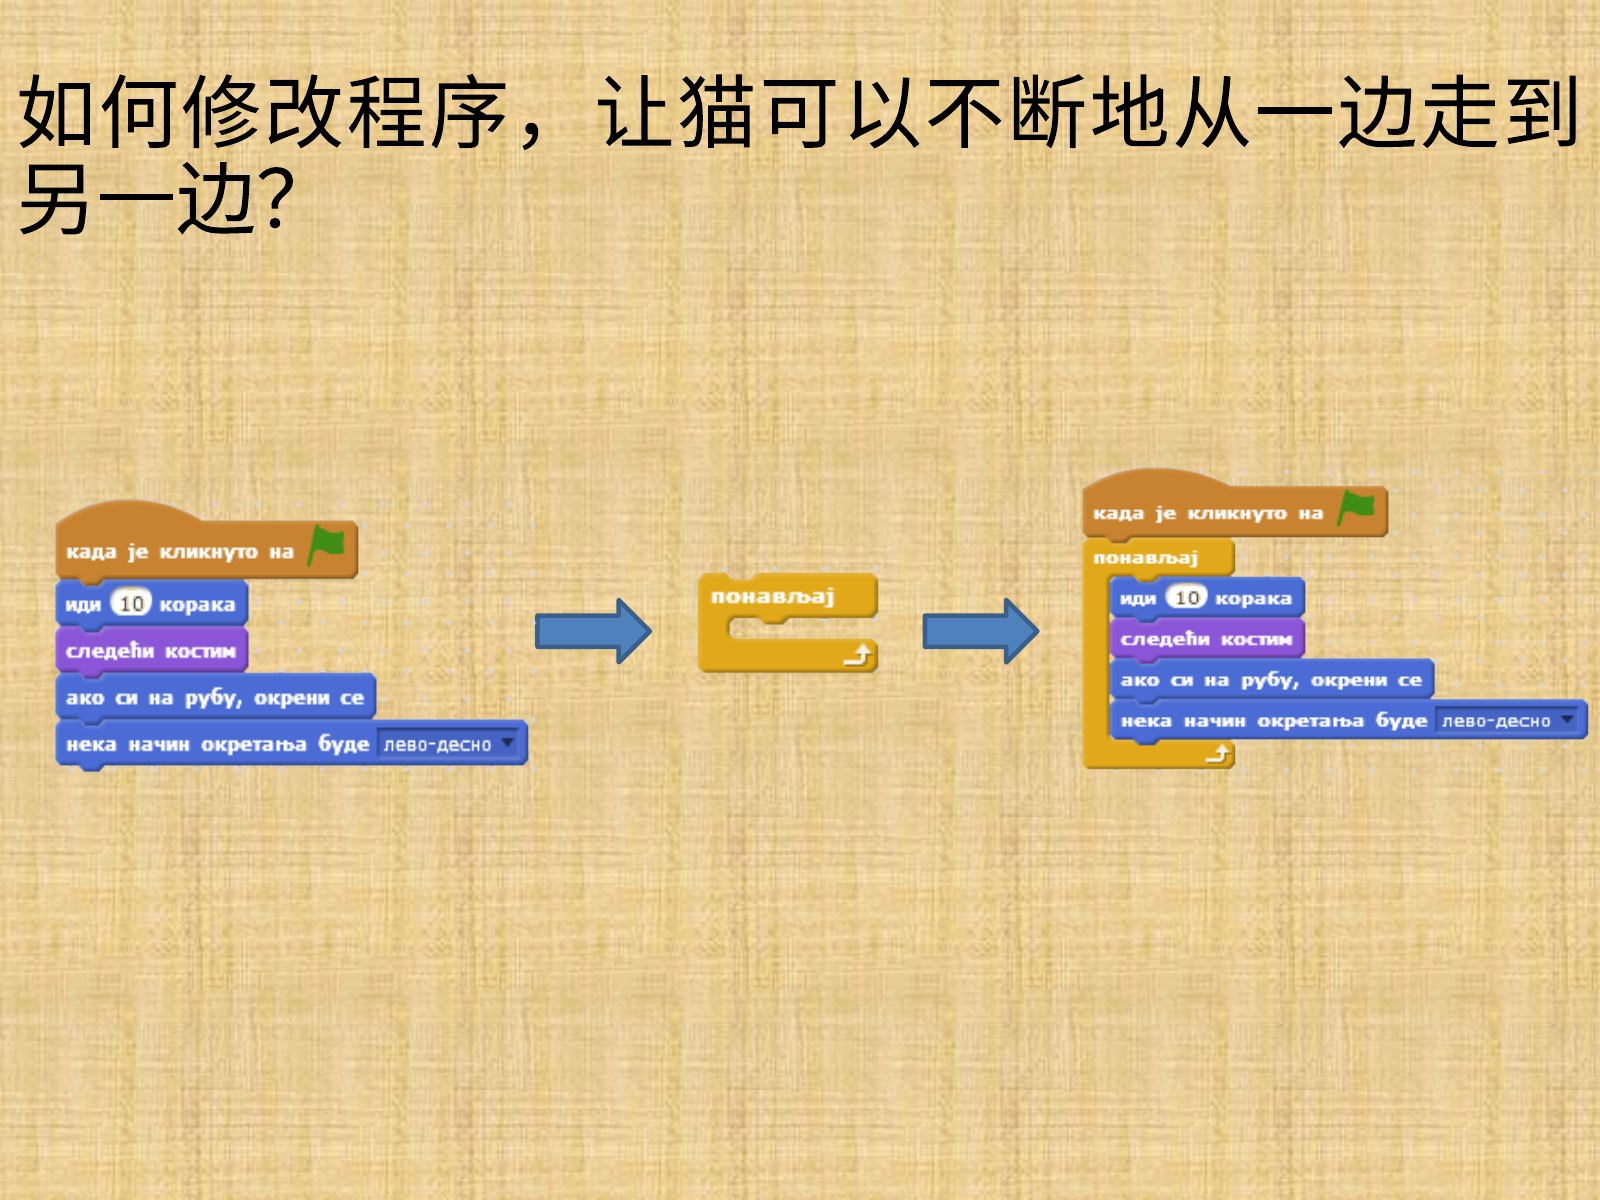 如何修改程序，让猫可以不断地从一边走到
另一边？
када је кликнуто на
иди 10 корака
следећи костим
ако си на рубу, окрени се
нека начин окретања буде лево-десно
понављај
када је кликнуто на
понављај
иди 10 корака
следећи костим
ако си на рубу, окрени се
нека начин окретања буде лево-десно